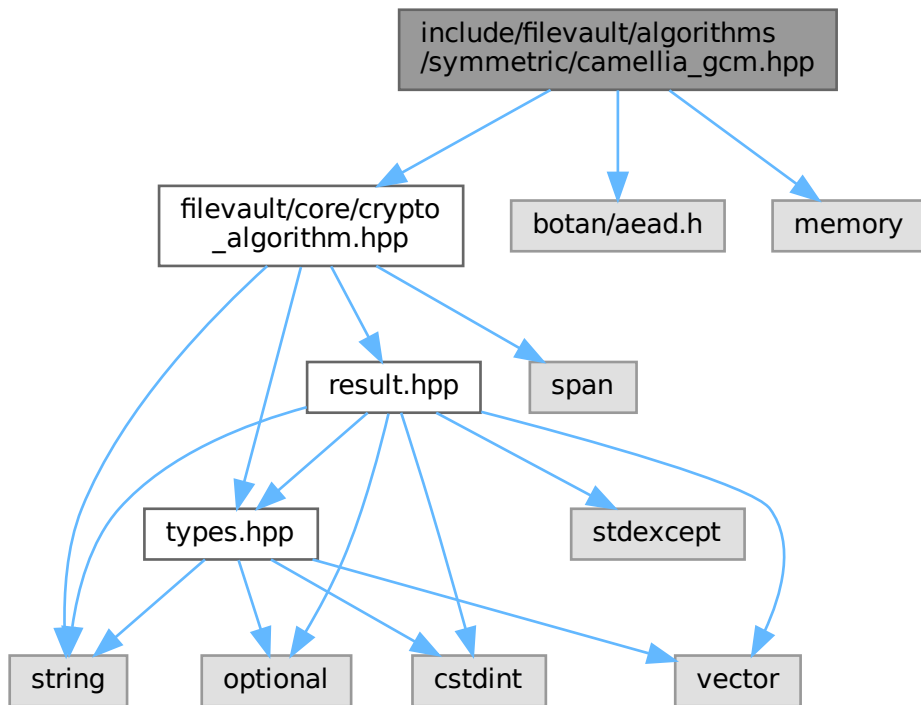 include/filevault/algorithms
/symmetric/camellia_gcm.hpp
filevault/core/crypto
_algorithm.hpp
botan/aead.h
memory
result.hpp
span
types.hpp
stdexcept
string
optional
cstdint
vector